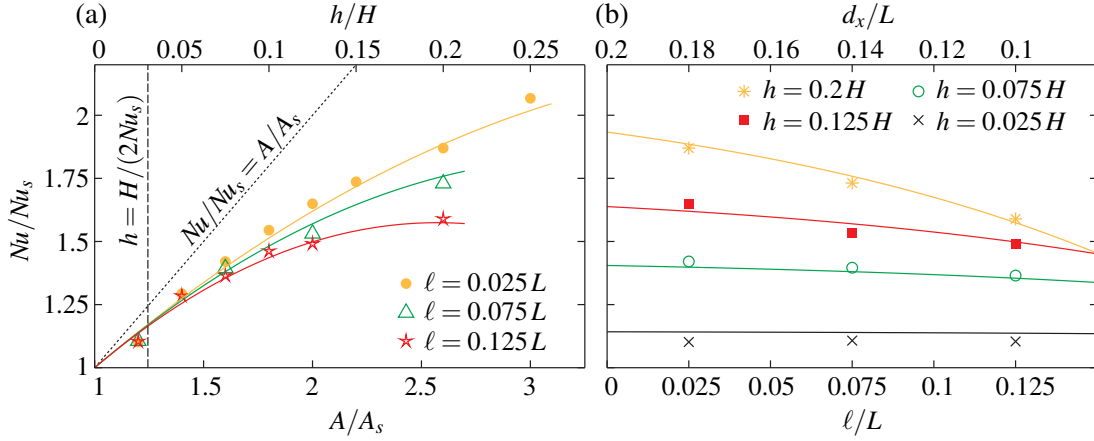 (a)
h/H
0
0.05
0.1
0.15
0.2
0.25
Nu/Nu_s
2
1.75
1.5
1.25
1
h = H/(2Nu_s)
Nu/Nu_s = A/A_s
ℓ = 0.025L
ℓ = 0.075L
ℓ = 0.125L
1
1.5
2
2.5
3
A/A_s
(b)
d_x/L
0.2
0.18
0.16
0.14
0.12
0.1
h = 0.2H
h = 0.075H
h = 0.125H
h = 0.025H
0
0.025
0.05
0.075
0.1
0.125
ℓ/L